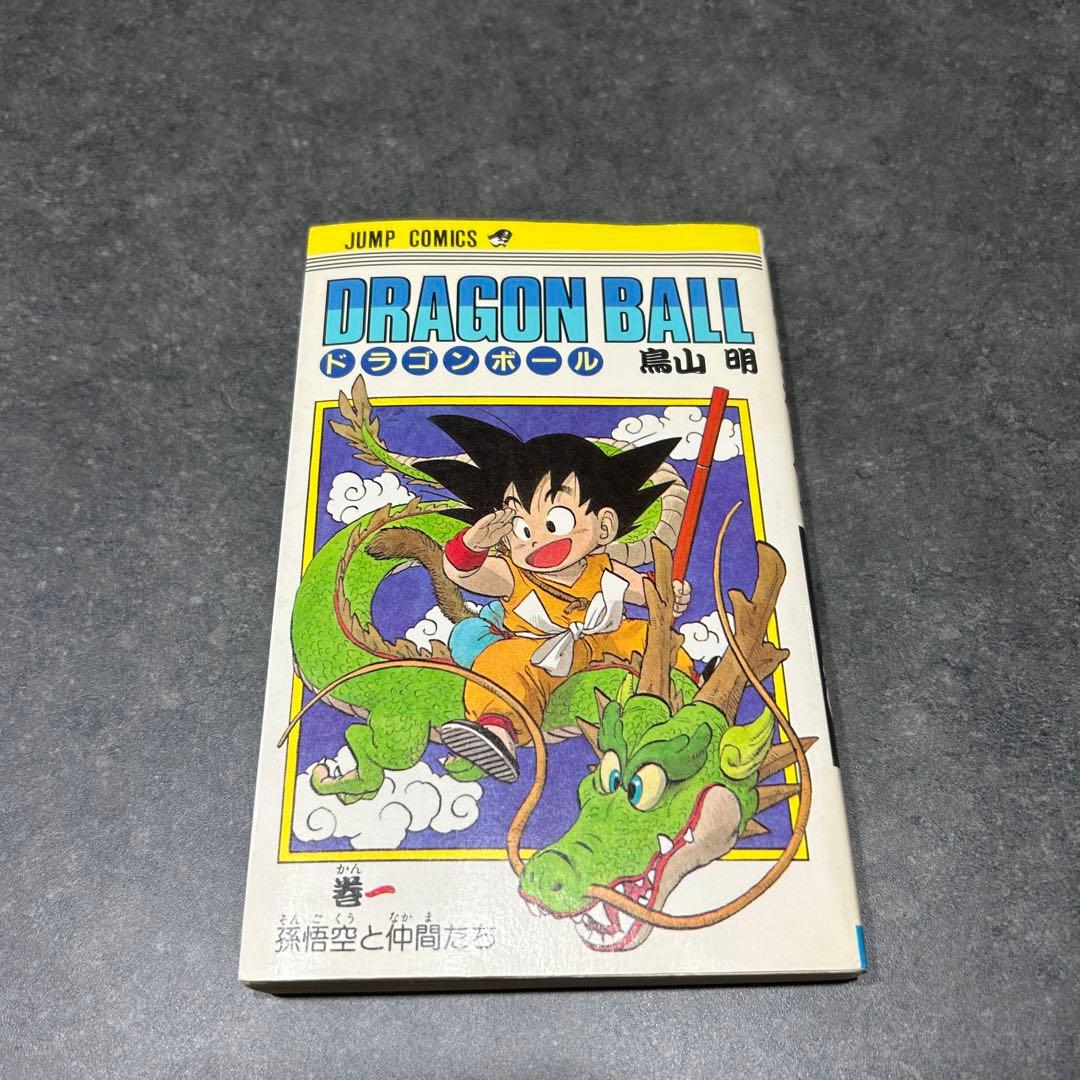 JUMP COMICS
DRAGON BALL
ドラゴンボール 鳥山 明
かん
巻一
そんごくう なかま
孫悟空と仲間たち